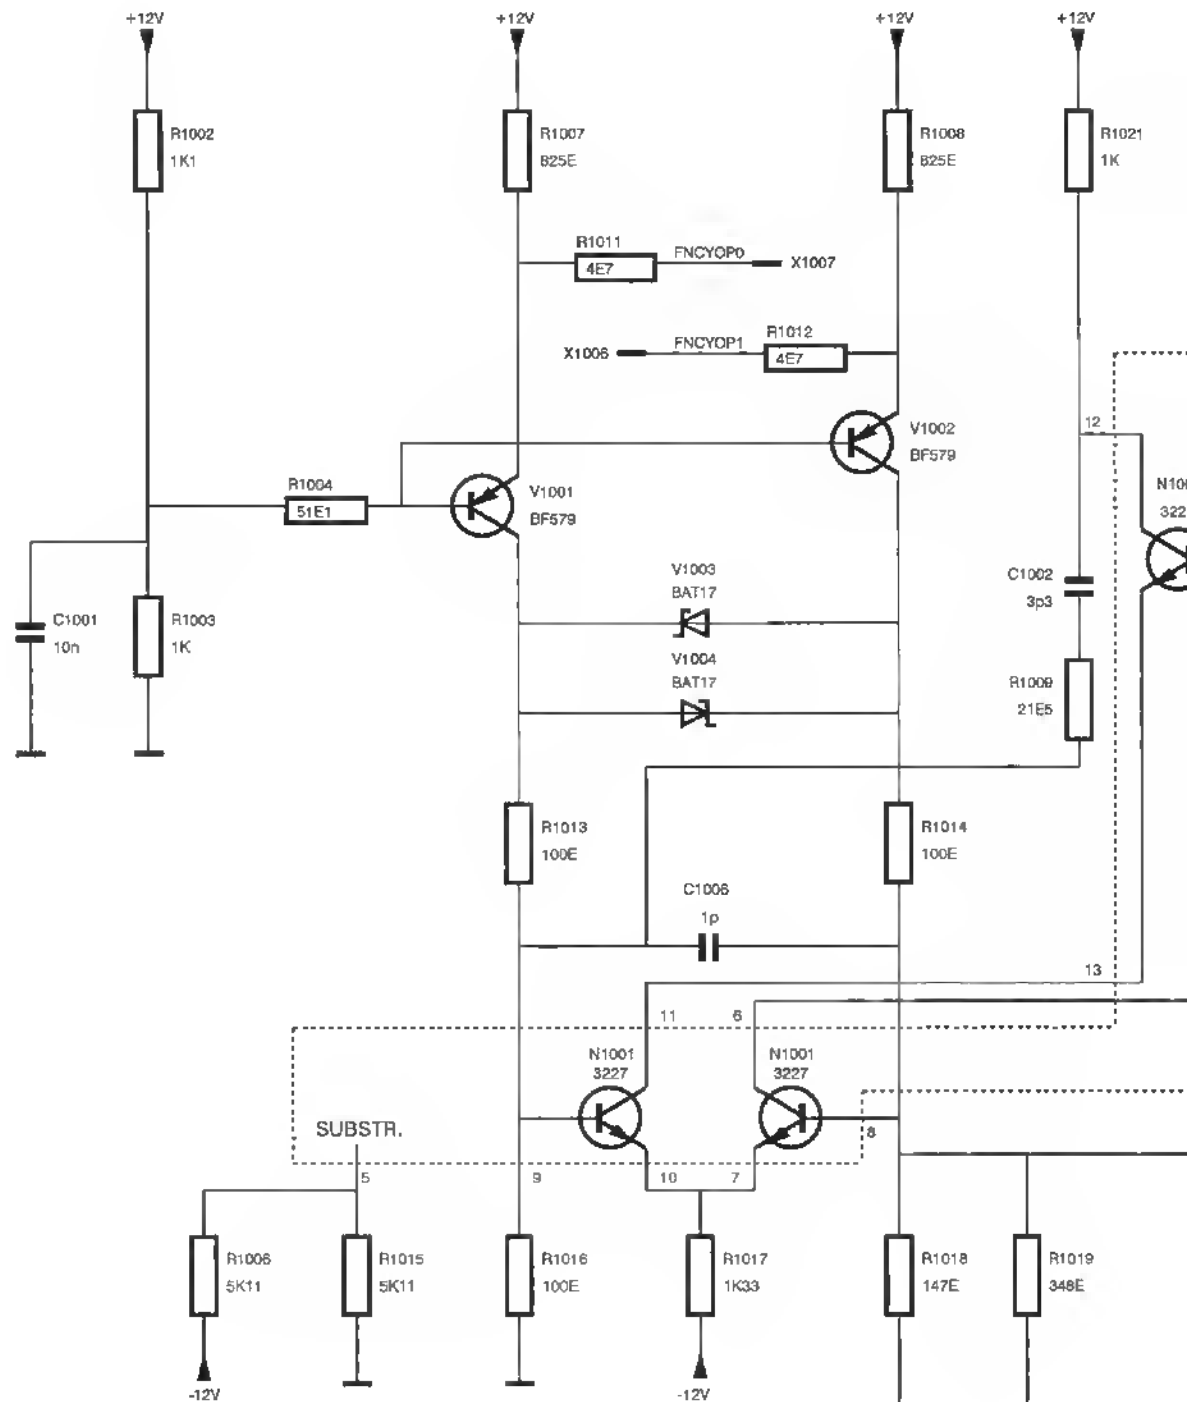 +12V
+12V
+12V
+12V
R1002
1K1
R1007
825E
R1008
825E
R1021
1K
R1011
4E7
FNCYOP0
X1007
X1006
FNCYOP1
R1012
4E7
V1002
BF579
12
R1004
51E1
V1001
BF579
V1003
BAT17
C1002
3p3
C1001
10n
R1003
1K
V1004
BAT17
R1009
21E5
R1013
100E
R1014
100E
C1006
1p
13
11
6
N1001
3227
N1001
3227
SUBSTR.
8
5
9
10
7
R1006
5K11
R1015
5K11
R1016
100E
R1017
1K33
R1018
147E
R1019
348E
-12V
-12V